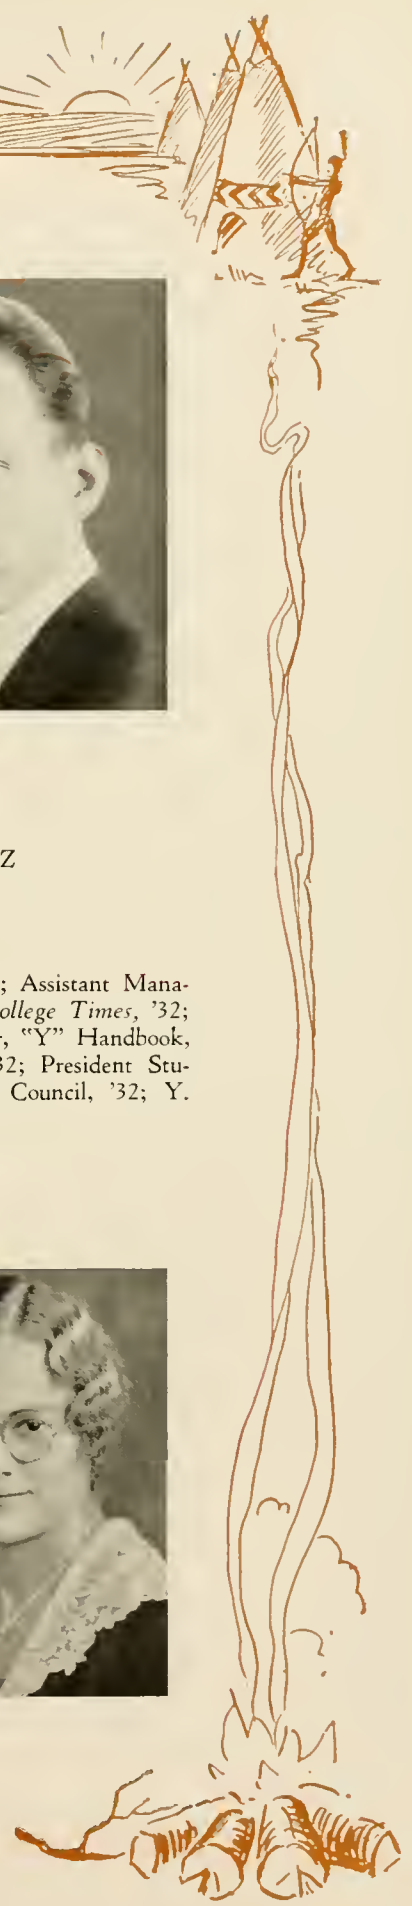 Z
; Assistant Mana-
ollege Times, '32;
, "Y" Handbook,
32; President Stu-
Council, '32; Y.